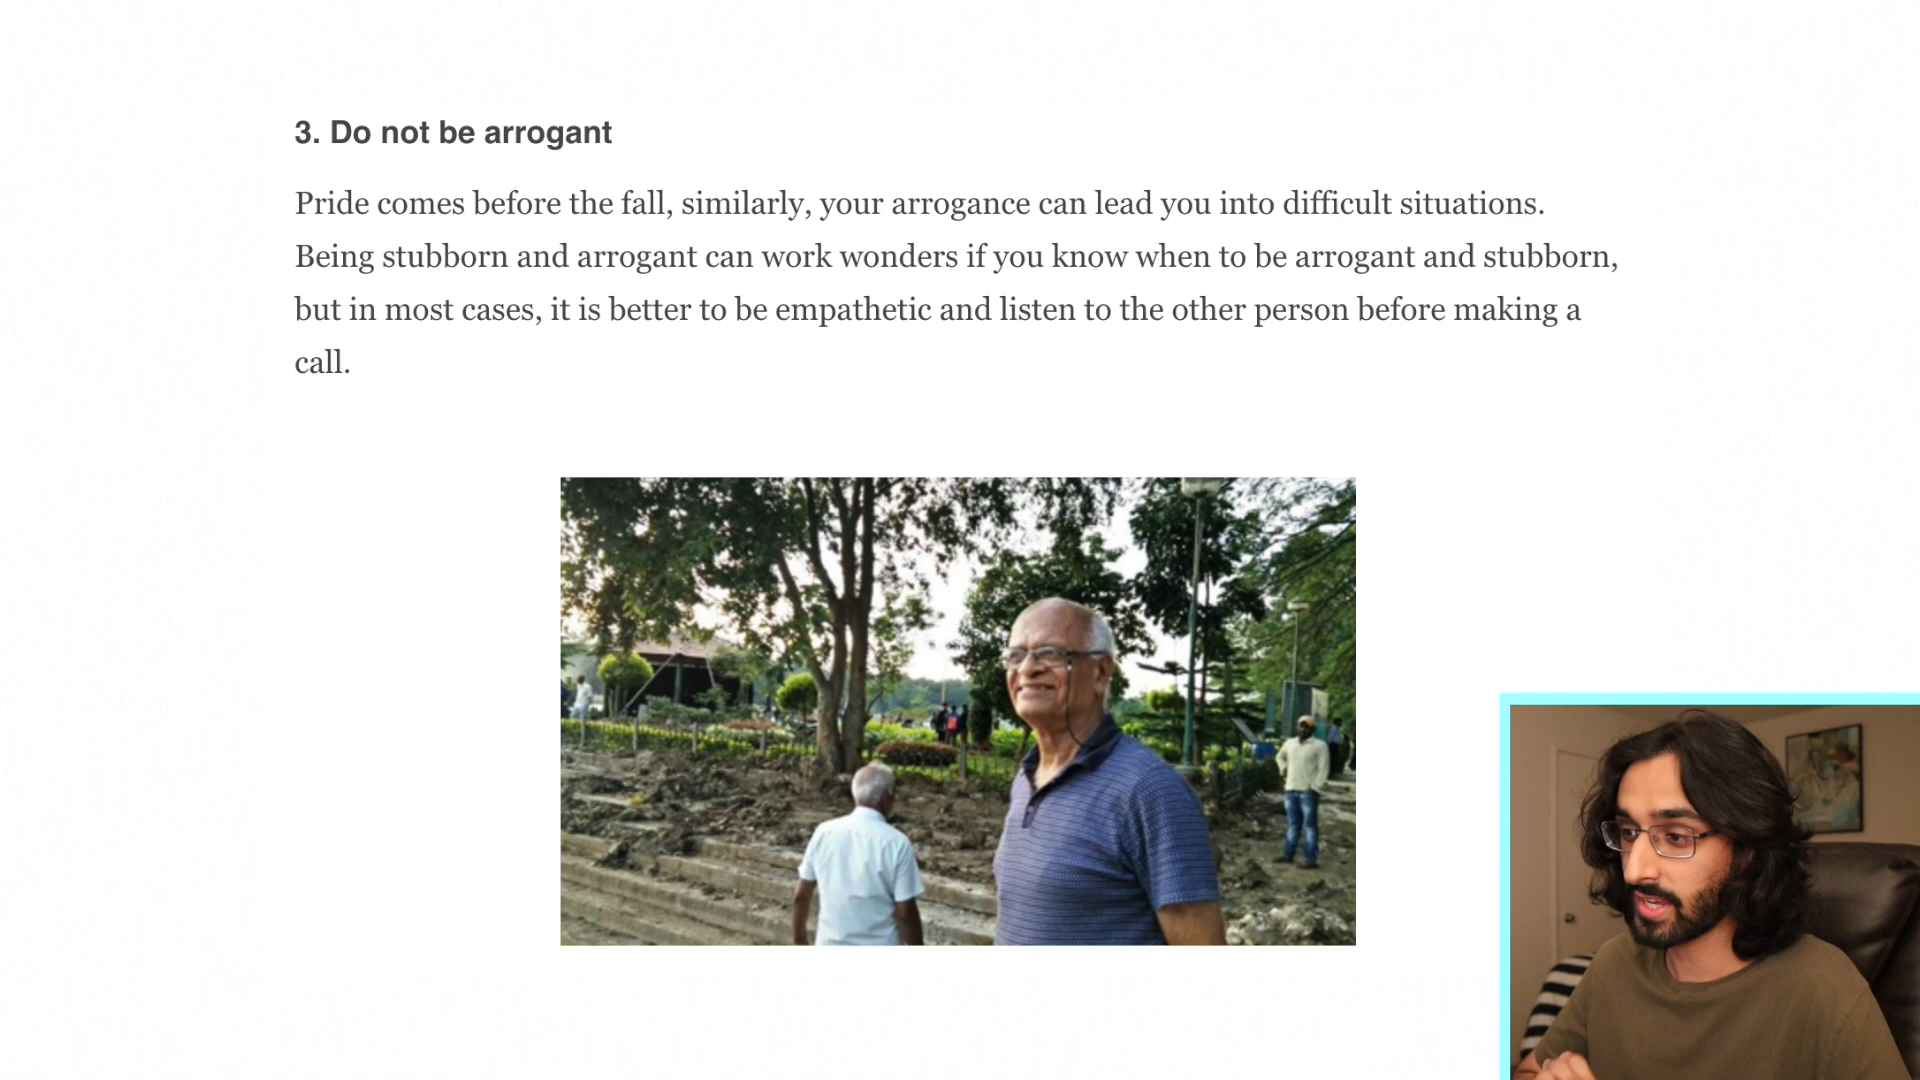 3. Do not be arrogant
Pride comes before the fall, similarly, your arrogance can lead you into difficult situations.
Being stubborn and arrogant can work wonders if you know when to be arrogant and stubborn,
but in most cases, it is better to be empathetic and listen to the other person before making a
call.